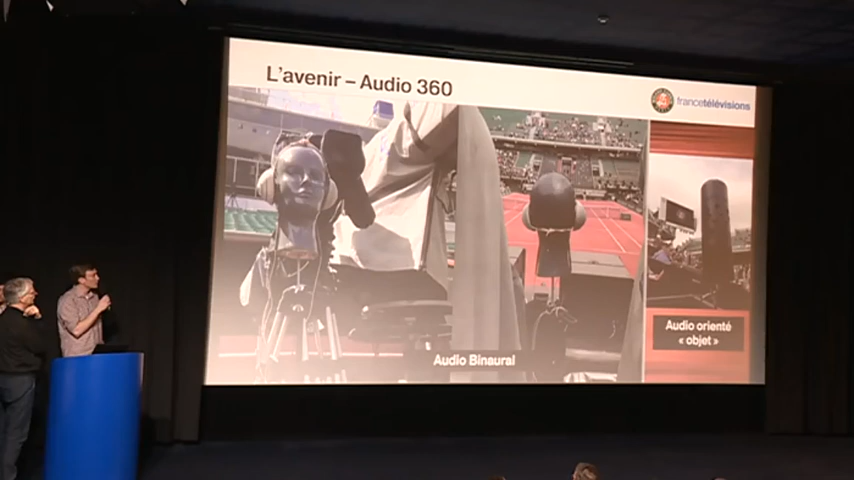 L'avenir – Audio 360
francetélévisions
Audio Binaural
Audio orienté
« objet »